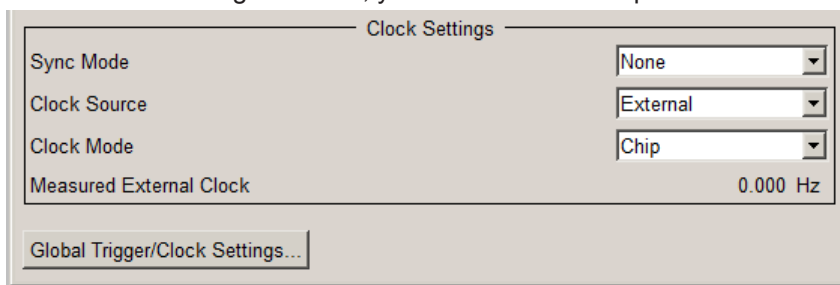 Clock Settings
Sync Mode None
Clock Source External
Clock Mode Chip
Measured External Clock 0.000 Hz
Global Trigger/Clock Settings...